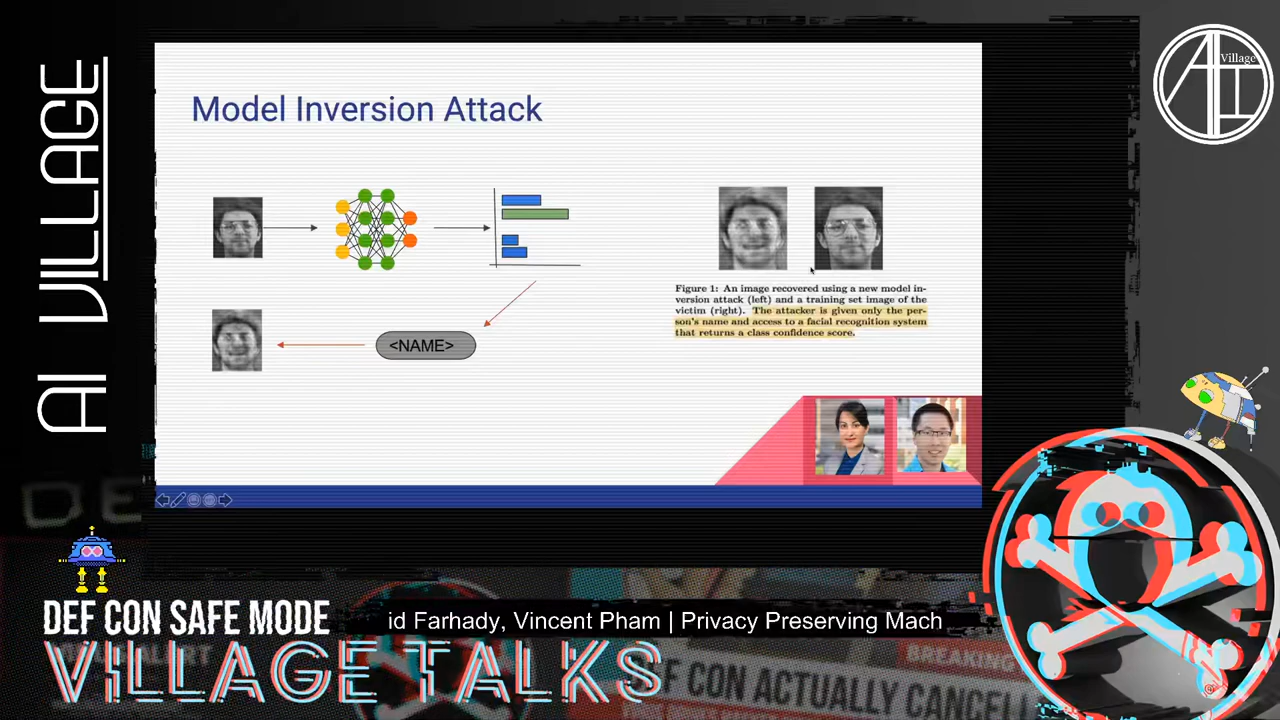 AI VILLAGE
Village
Model Inversion Attack
<NAME>
Figure 1: An image recovered using a new model in-
version attack (left) and a training set image of the
victim (right). The attacker is given only the per-
son's name and access to a facial recognition system
that returns a class confidence score.
DEF CON SAFE MODE
id Farhady, Vincent Pham | Privacy Preserving Mach
VILLAGE TALKS
BREAKING
DEF CON ACTUALLY CANCEL